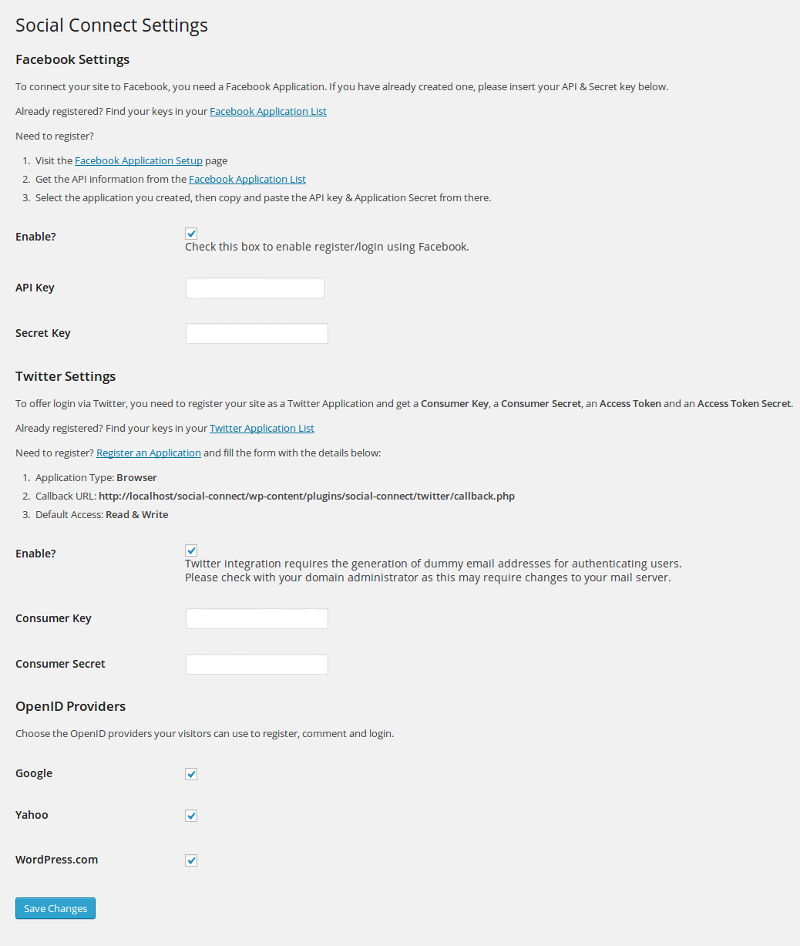 Social Connect Settings
Facebook Settings
To connect your site to Facebook, you need a Facebook Application. If you have already created one, please insert your API & Secret key below.
Already registered? Find your keys in your Facebook Application List
Need to register?
1. Visit the Facebook Application Setup page
2. Get the API information from the Facebook Application List
3. Select the application you created, then copy and paste the API key & Application Secret from there.
Enable?
Check this box to enable register/login using Facebook.
API Key
Secret Key
Twitter Settings
To offer login via Twitter, you need to register your site as a Twitter Application and get a Consumer Key, a Consumer Secret, an Access Token and an Access Token Secret.
Already registered? Find your keys in your Twitter Application List
Need to register? Register an Application and fill the form with the details below:
1. Application Type: Browser
2. Callback URL: http://localhost/social-connect/wp-content/plugins/social-connect/twitter/callback.php
3. Default Access: Read & Write
Enable?
Twitter integration requires the generation of dummy email addresses for authenticating users.
Please check with your domain administrator as this may require changes to your mail server.
Consumer Key
Consumer Secret
OpenID Providers
Choose the OpenID providers your visitors can use to register, comment and login.
Google
Yahoo
WordPress.com
Save Changes